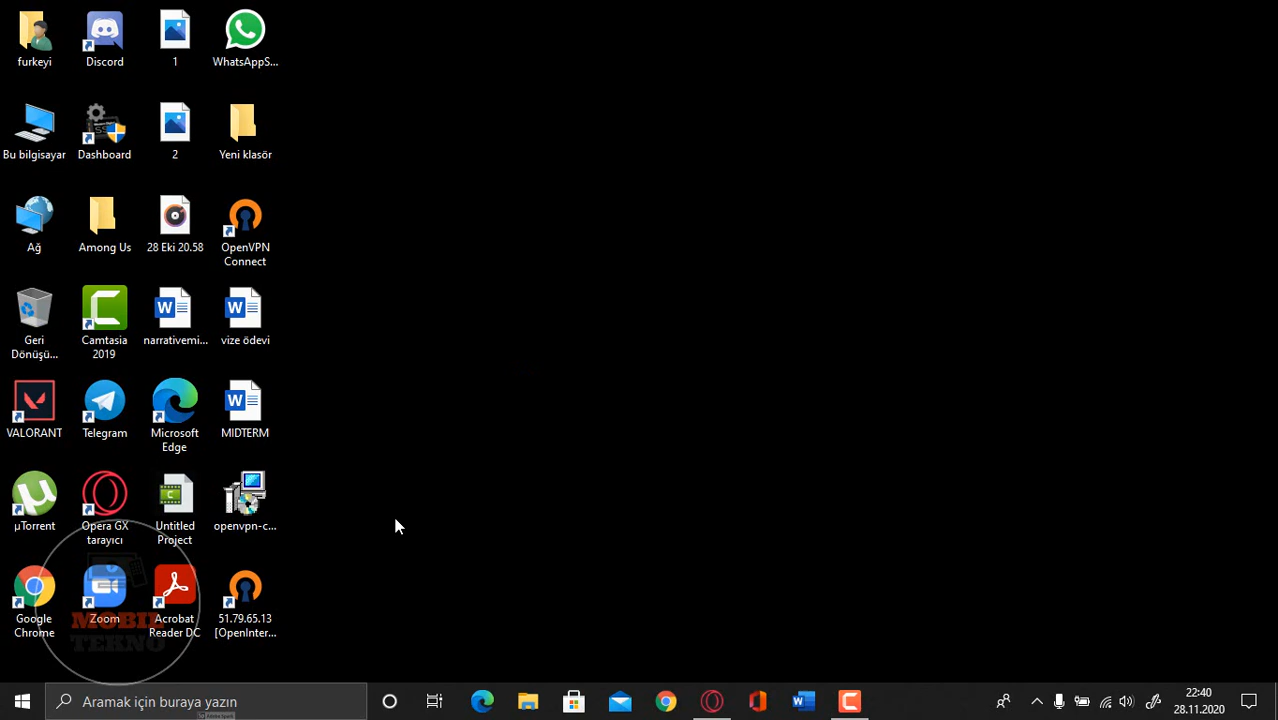 furkeyi
Discord
1
WhatsAppS...
Bu bilgisayar
Dashboard
2
Yeni klasör
Ağ
Among Us
28 Eki 20.58
OpenVPN
Connect
Geri
Dönüşü...
Camtasia
2019
narrativemi...
vize ödevi
VALORANT
Telegram
Microsoft
Edge
MIDTERM
µTorrent
Opera GX
tarayıcı
Untitled
Project
openvpn-c...
Google
Chrome
Zoom
Acrobat
Reader DC
51.79.65.13
[OpenInter...
MOBIL
TEKNO
Aramak için buraya yazın
22:40
28.11.2020